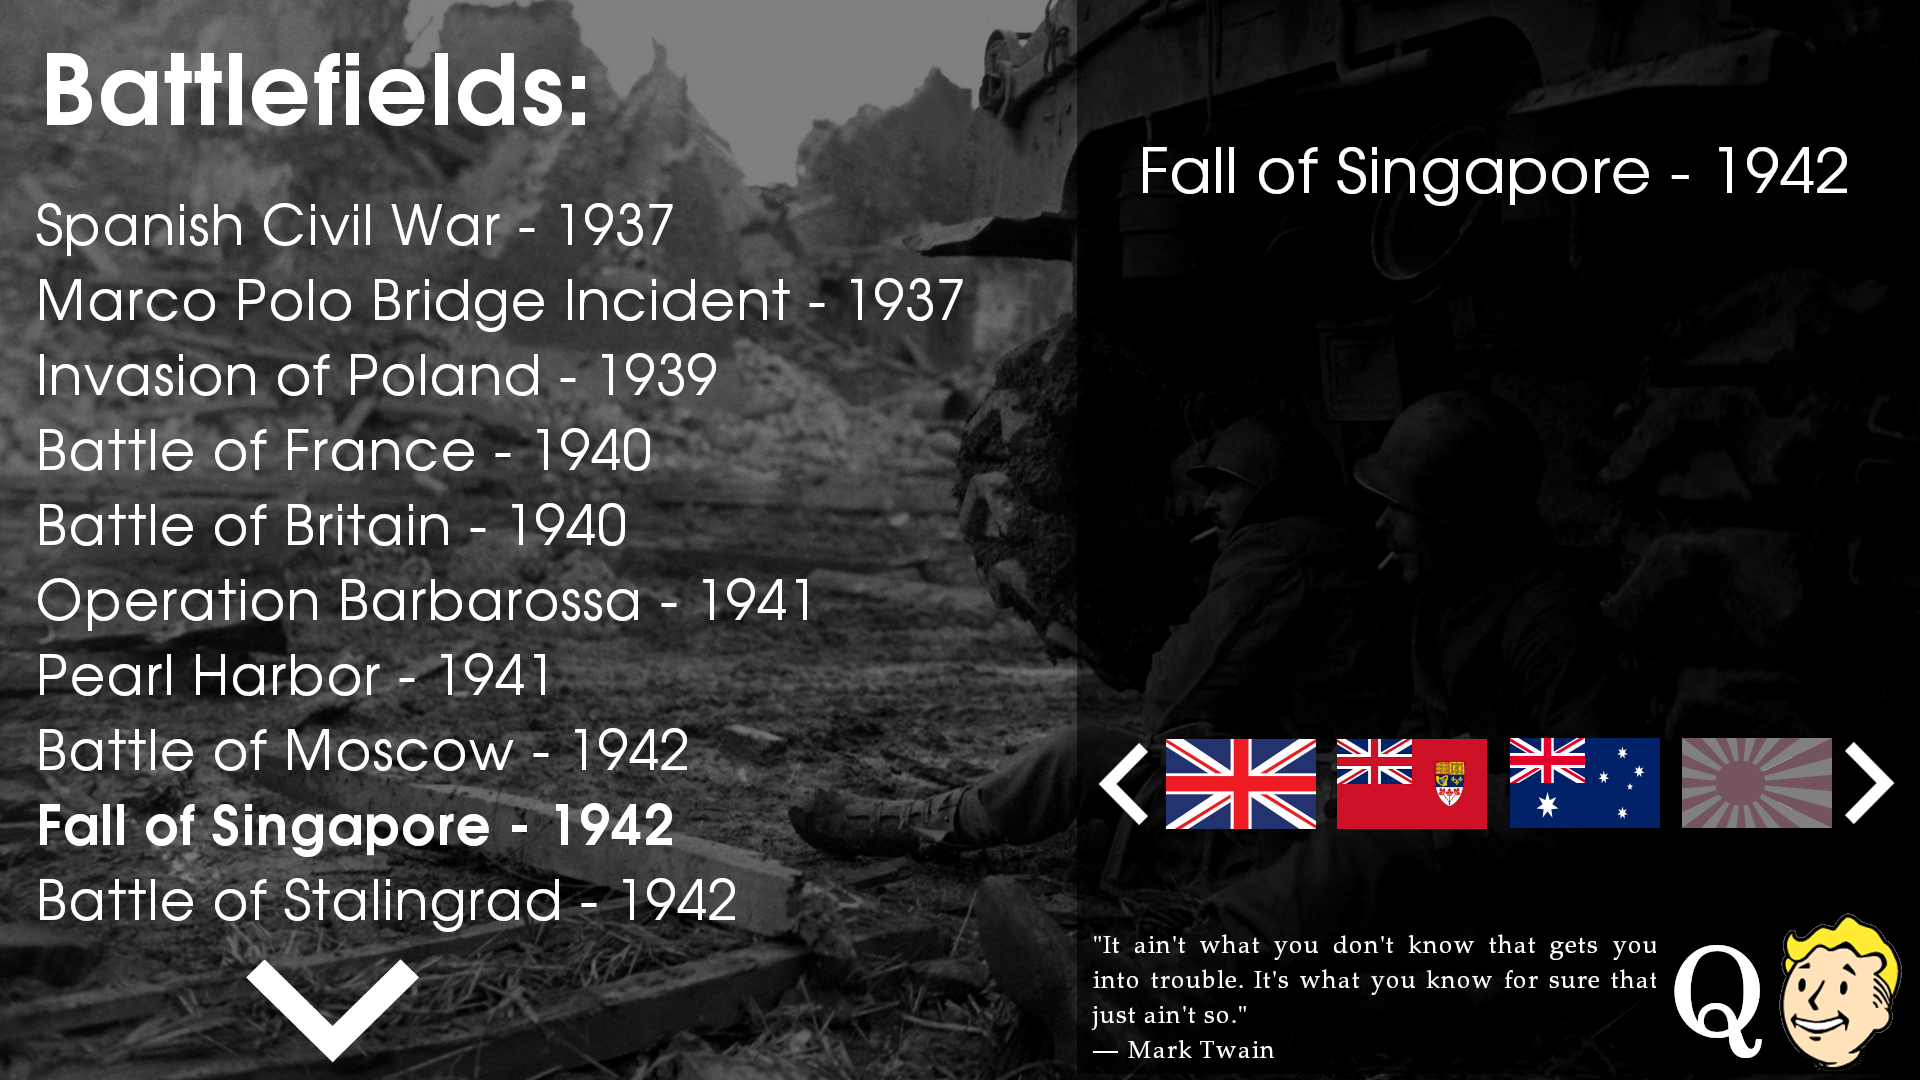 Battlefields:
Spanish Civil War - 1937
Marco Polo Bridge Incident - 1937
Invasion of Poland - 1939
Battle of France - 1940
Battle of Britain - 1940
Operation Barbarossa - 1941
Pearl Harbor - 1941
Battle of Moscow - 1942
Fall of Singapore - 1942
Battle of Stalingrad - 1942
Fall of Singapore - 1942
"It ain't what you don't know that gets you
into trouble. It's what you know for sure that
just ain't so."
— Mark Twain
Q